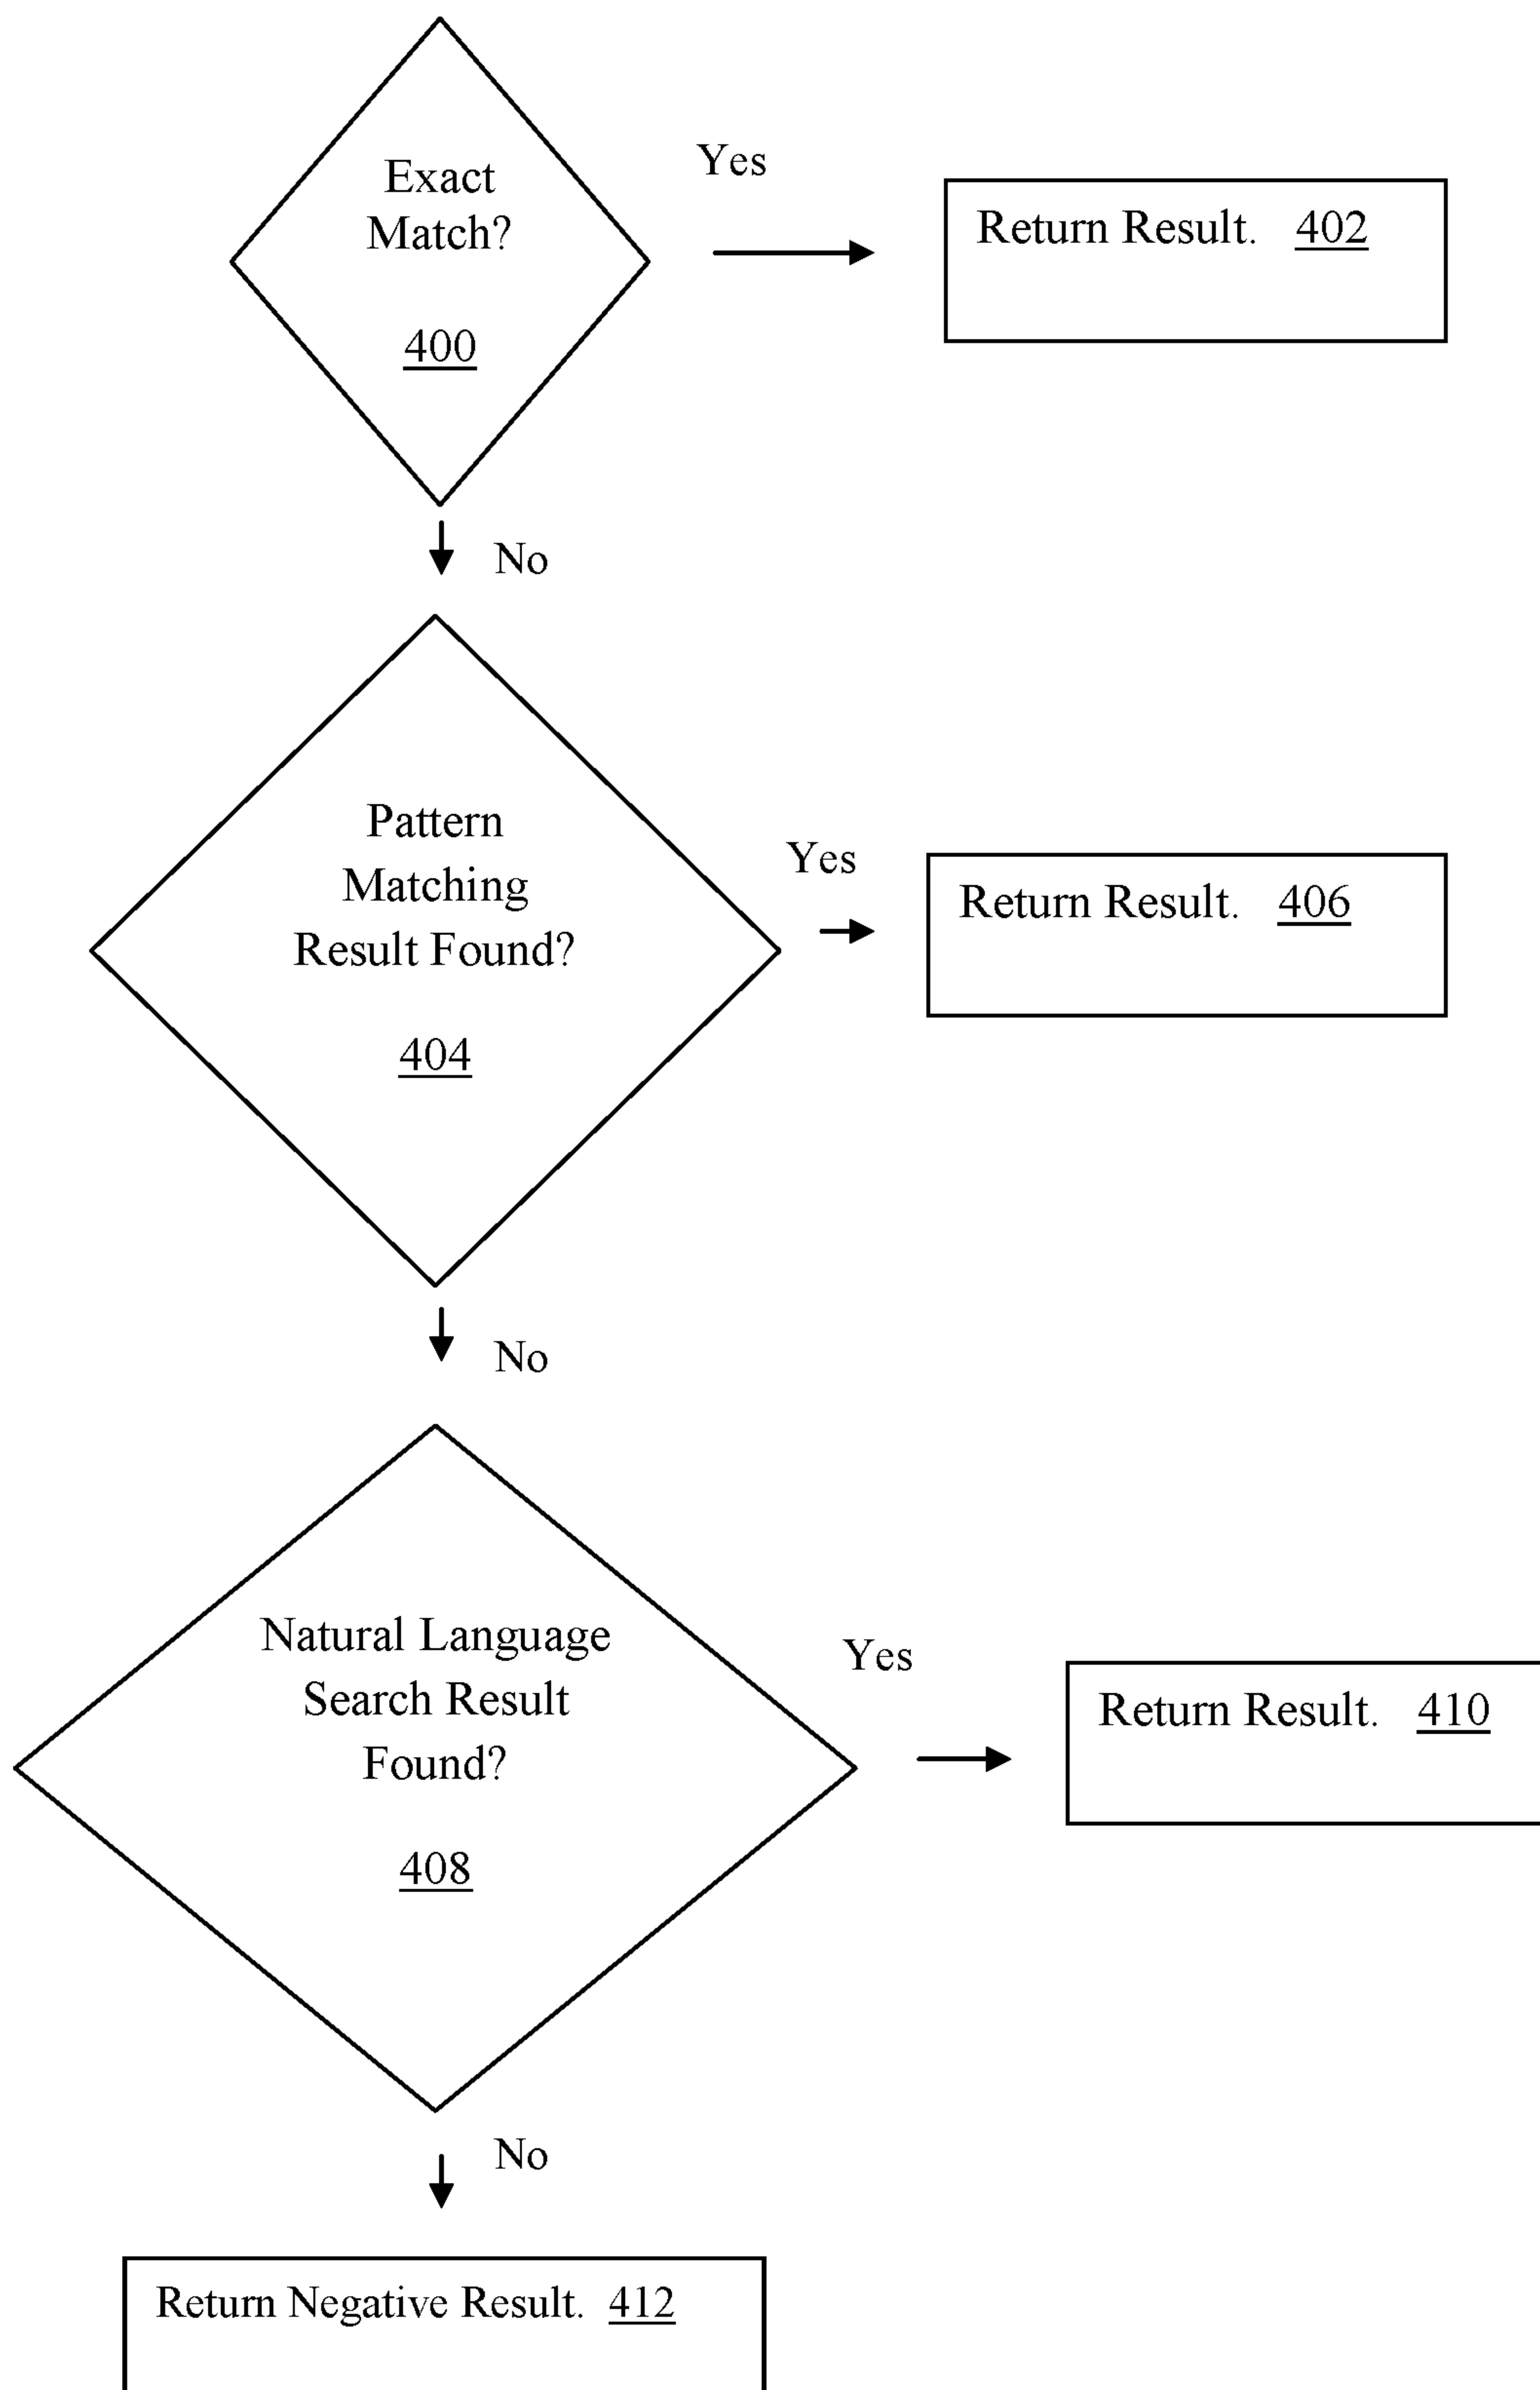 Exact
Match?
400
Yes
Return Result. 402
No
Pattern
Matching
Result Found?
404
Yes
Return Result. 406
No
Natural Language
Search Result
Found?
408
Yes
Return Result. 410
No
Return Negative Result. 412